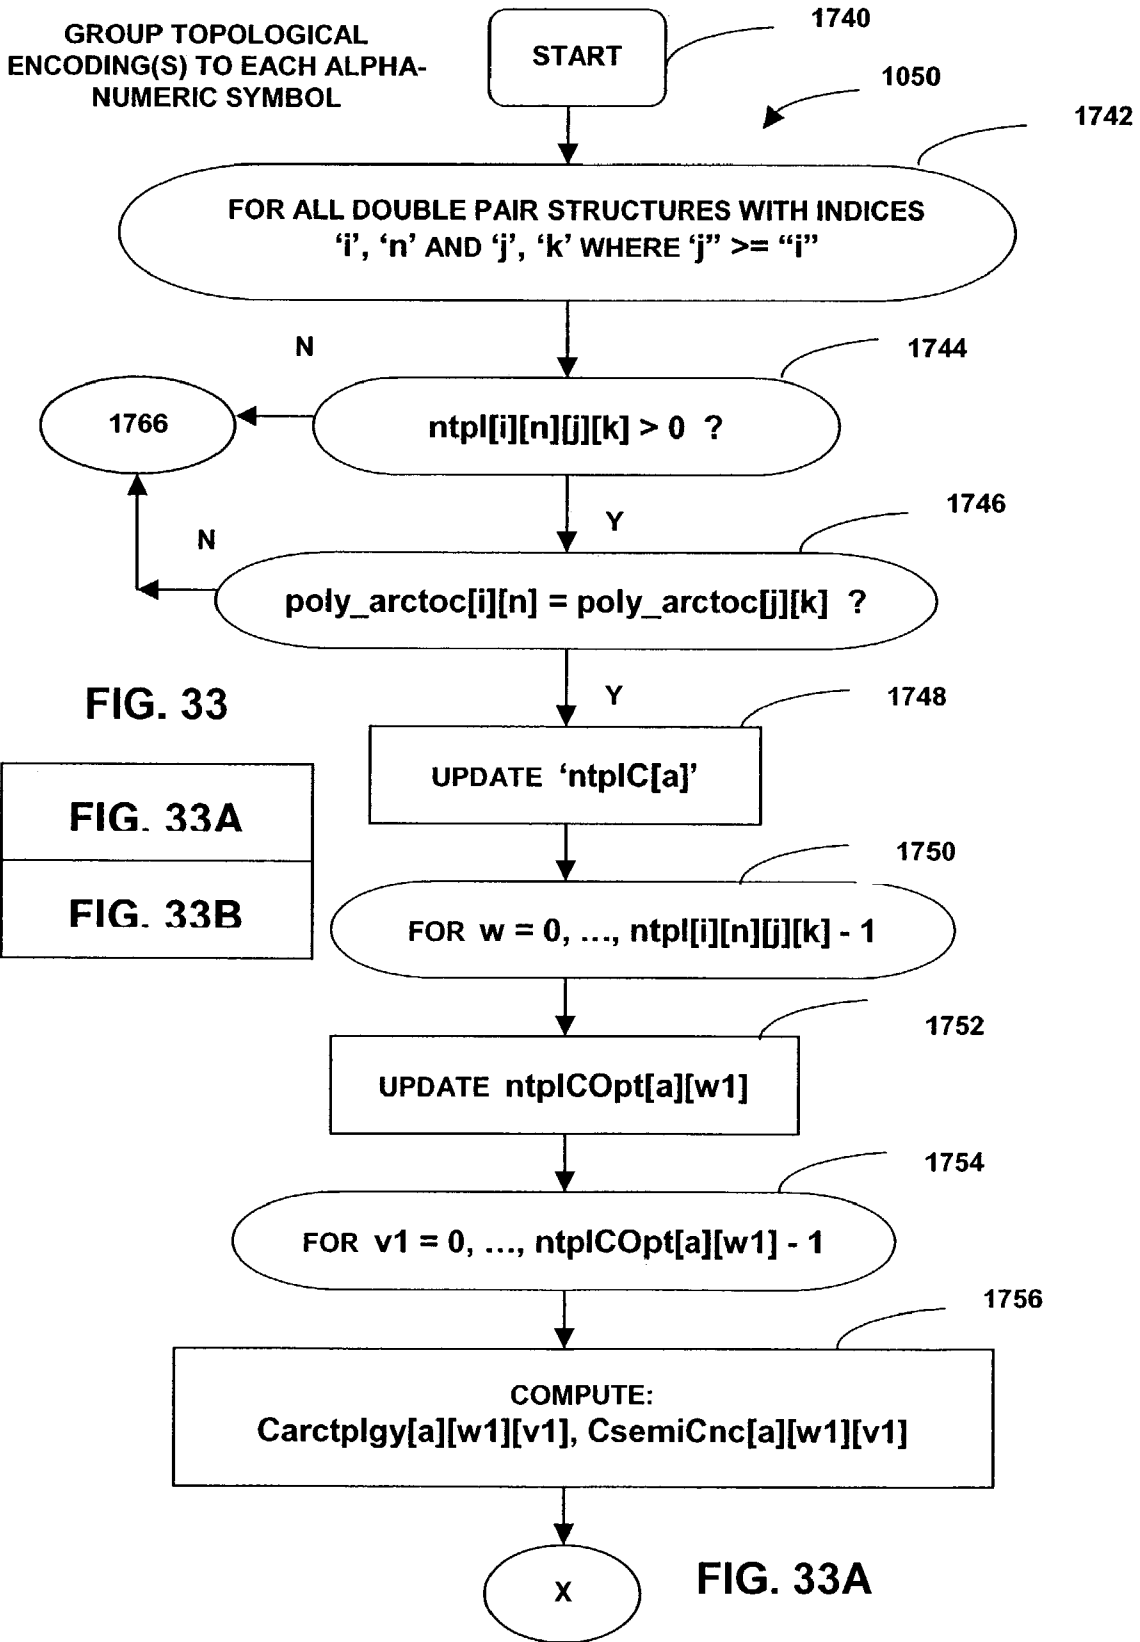 GROUP TOPOLOGICAL
ENCODING(S) TO EACH ALPHA-
NUMERIC SYMBOL
START
1740
1050
1742
FOR ALL DOUBLE PAIR STRUCTURES WITH INDICES
‘i’, ‘n’ AND ‘j’, ‘k’ WHERE ‘j” >= “i”
N
1744
1766
ntpl[i][n][j][k] > 0 ?
Y
1746
N
poly_arctoc[i][n] = poly_arctoc[j][k] ?
Y
1748
FIG. 33
UPDATE ‘ntplC[a]’
FIG. 33A
FIG. 33B
1750
FOR w = 0, ..., ntpl[i][n][j][k] - 1
1752
UPDATE ntplCOpt[a][w1]
1754
FOR v1 = 0, ..., ntplCOpt[a][w1] - 1
1756
COMPUTE:
Carctplgy[a][w1][v1], CsemiCnc[a][w1][v1]
X
FIG. 33A